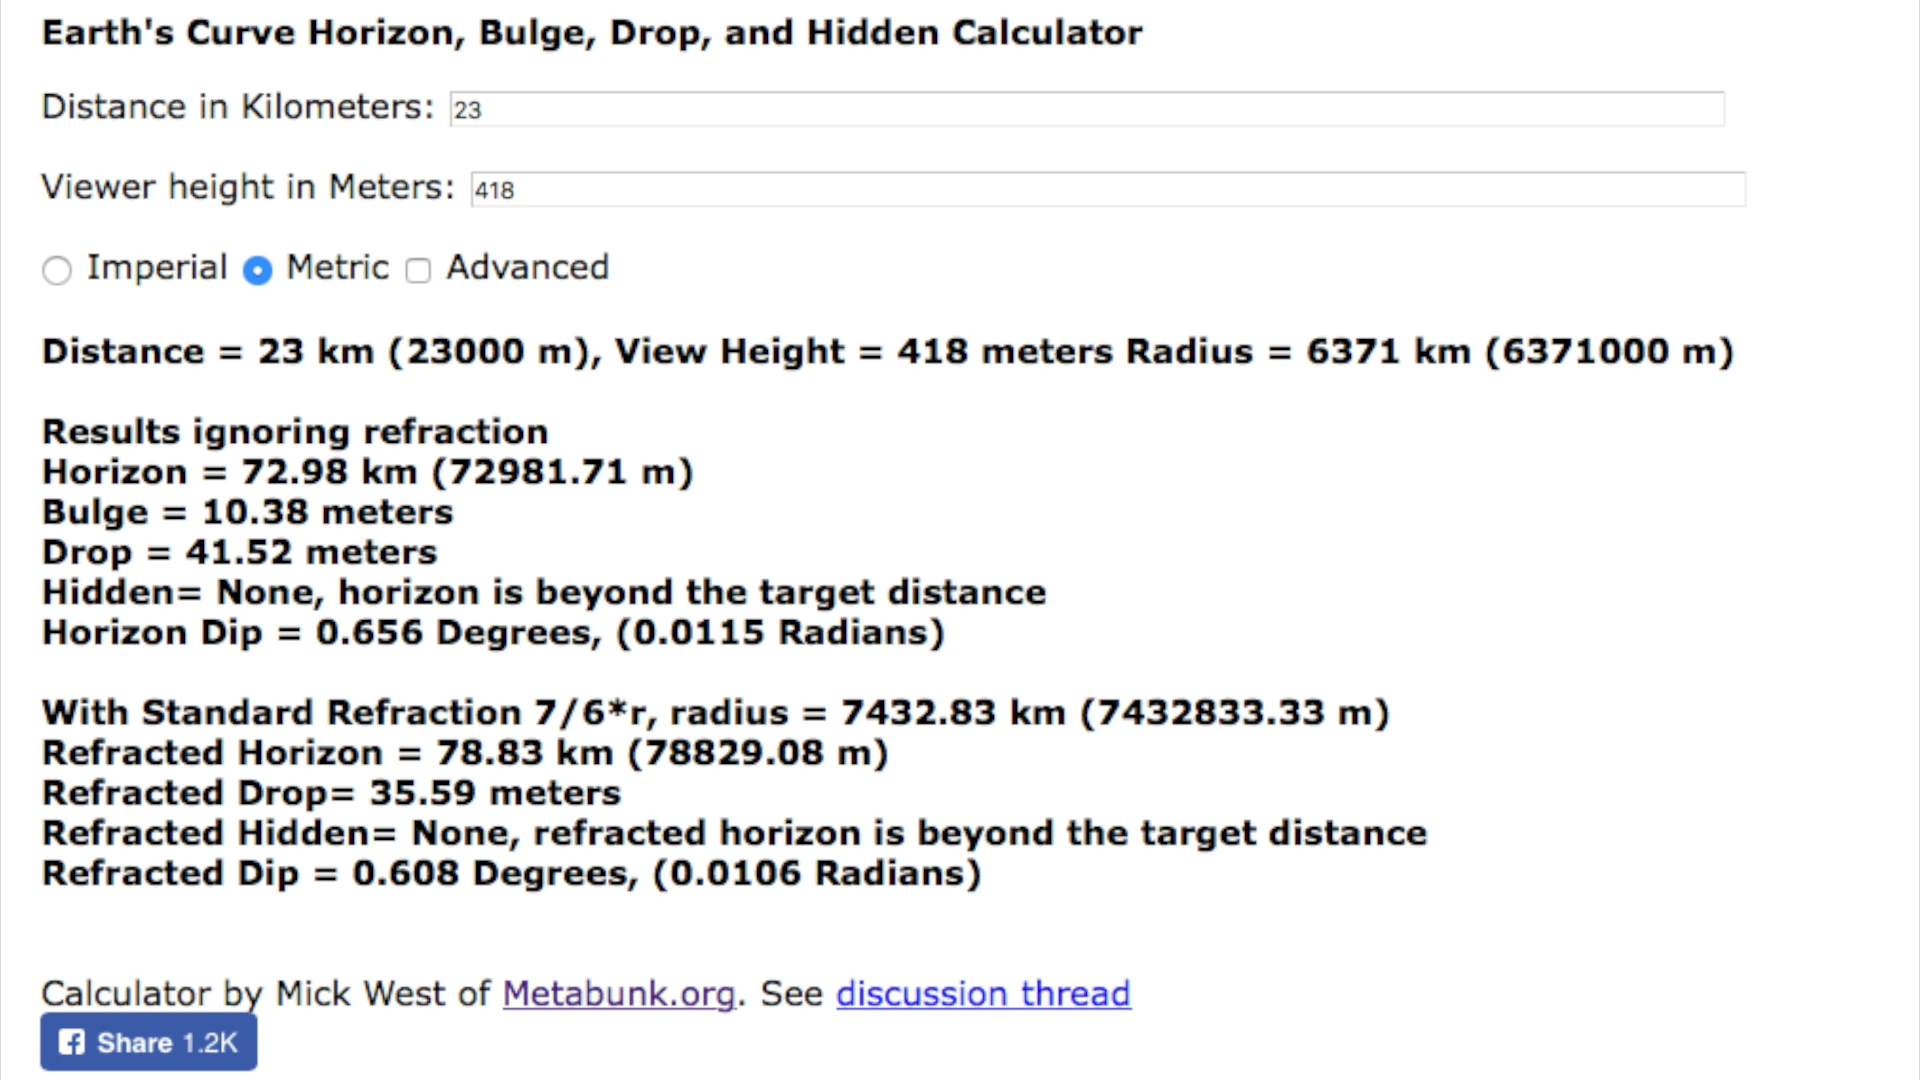 Earth's Curve Horizon, Bulge, Drop, and Hidden Calculator
Distance in Kilometers: 23
Viewer height in Meters: 418
Imperial Metric Advanced
Distance = 23 km (23000 m), View Height = 418 meters Radius = 6371 km (6371000 m)
Results ignoring refraction
Horizon = 72.98 km (72981.71 m)
Bulge = 10.38 meters
Drop = 41.52 meters
Hidden= None, horizon is beyond the target distance
Horizon Dip = 0.656 Degrees, (0.0115 Radians)
With Standard Refraction 7/6*r, radius = 7432.83 km (7432833.33 m)
Refracted Horizon = 78.83 km (78829.08 m)
Refracted Drop= 35.59 meters
Refracted Hidden= None, refracted horizon is beyond the target distance
Refracted Dip = 0.608 Degrees, (0.0106 Radians)
Calculator by Mick West of Metabunk.org. See discussion thread
Share 1.2K